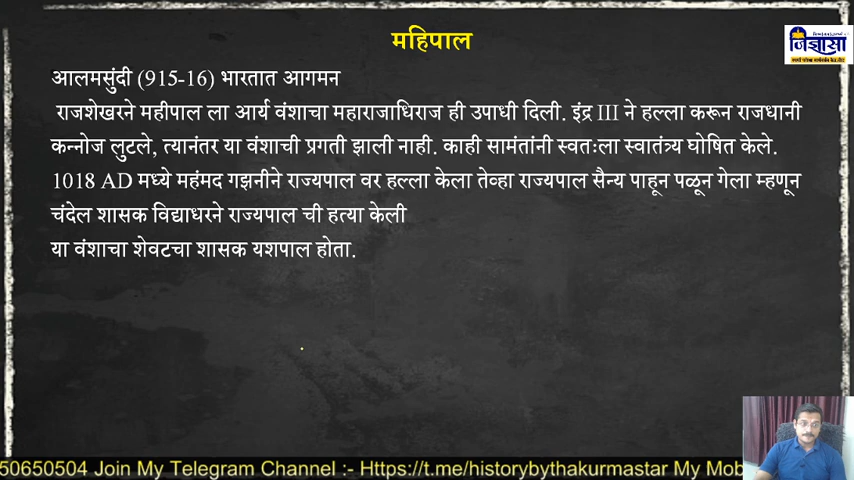 महिपाल
जिज्ञासा
आलमसुंदी (915-16) भारतात आगमन
राजशेखरने महीपाल ला आर्य वंशाचा महाराजाधिराज ही उपाधी दिली. इंद्र III ने हल्ला करून राजधानी
कन्नोज लुटले, त्यानंतर या वंशाची प्रगती झाली नाही. काही सामंतांनी स्वतःला स्वातंत्र्य घोषित केले.
1018 AD मध्ये महंमद गझनीने राज्यपाल वर हल्ला केला तेव्हा राज्यपाल सैन्य पाहून पळून गेला म्हणून
चंदेल शासक विद्याधरने राज्यपाल ची हत्या केली
या वंशाचा शेवटचा शासक यशपाल होता.
50650504 Join My Telegram Channel :- Https://t.me/historybythakurmastar My Mob